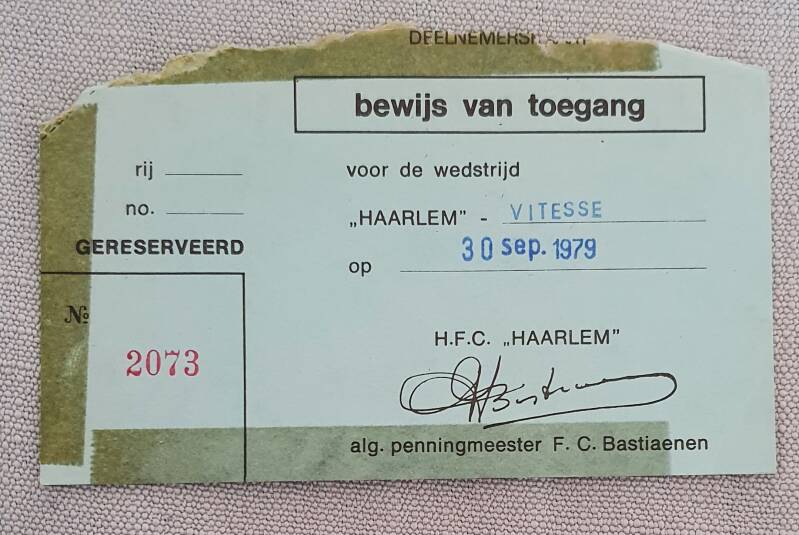 bewijs van toegang
rij
voor de wedstrijd
no.
„HAARLEM” - VITESSE
GERESERVEERD
op 30 sep. 1979
№
2073
H.F.C. „HAARLEM”
alg. penningmeester F. C. Bastiaenen